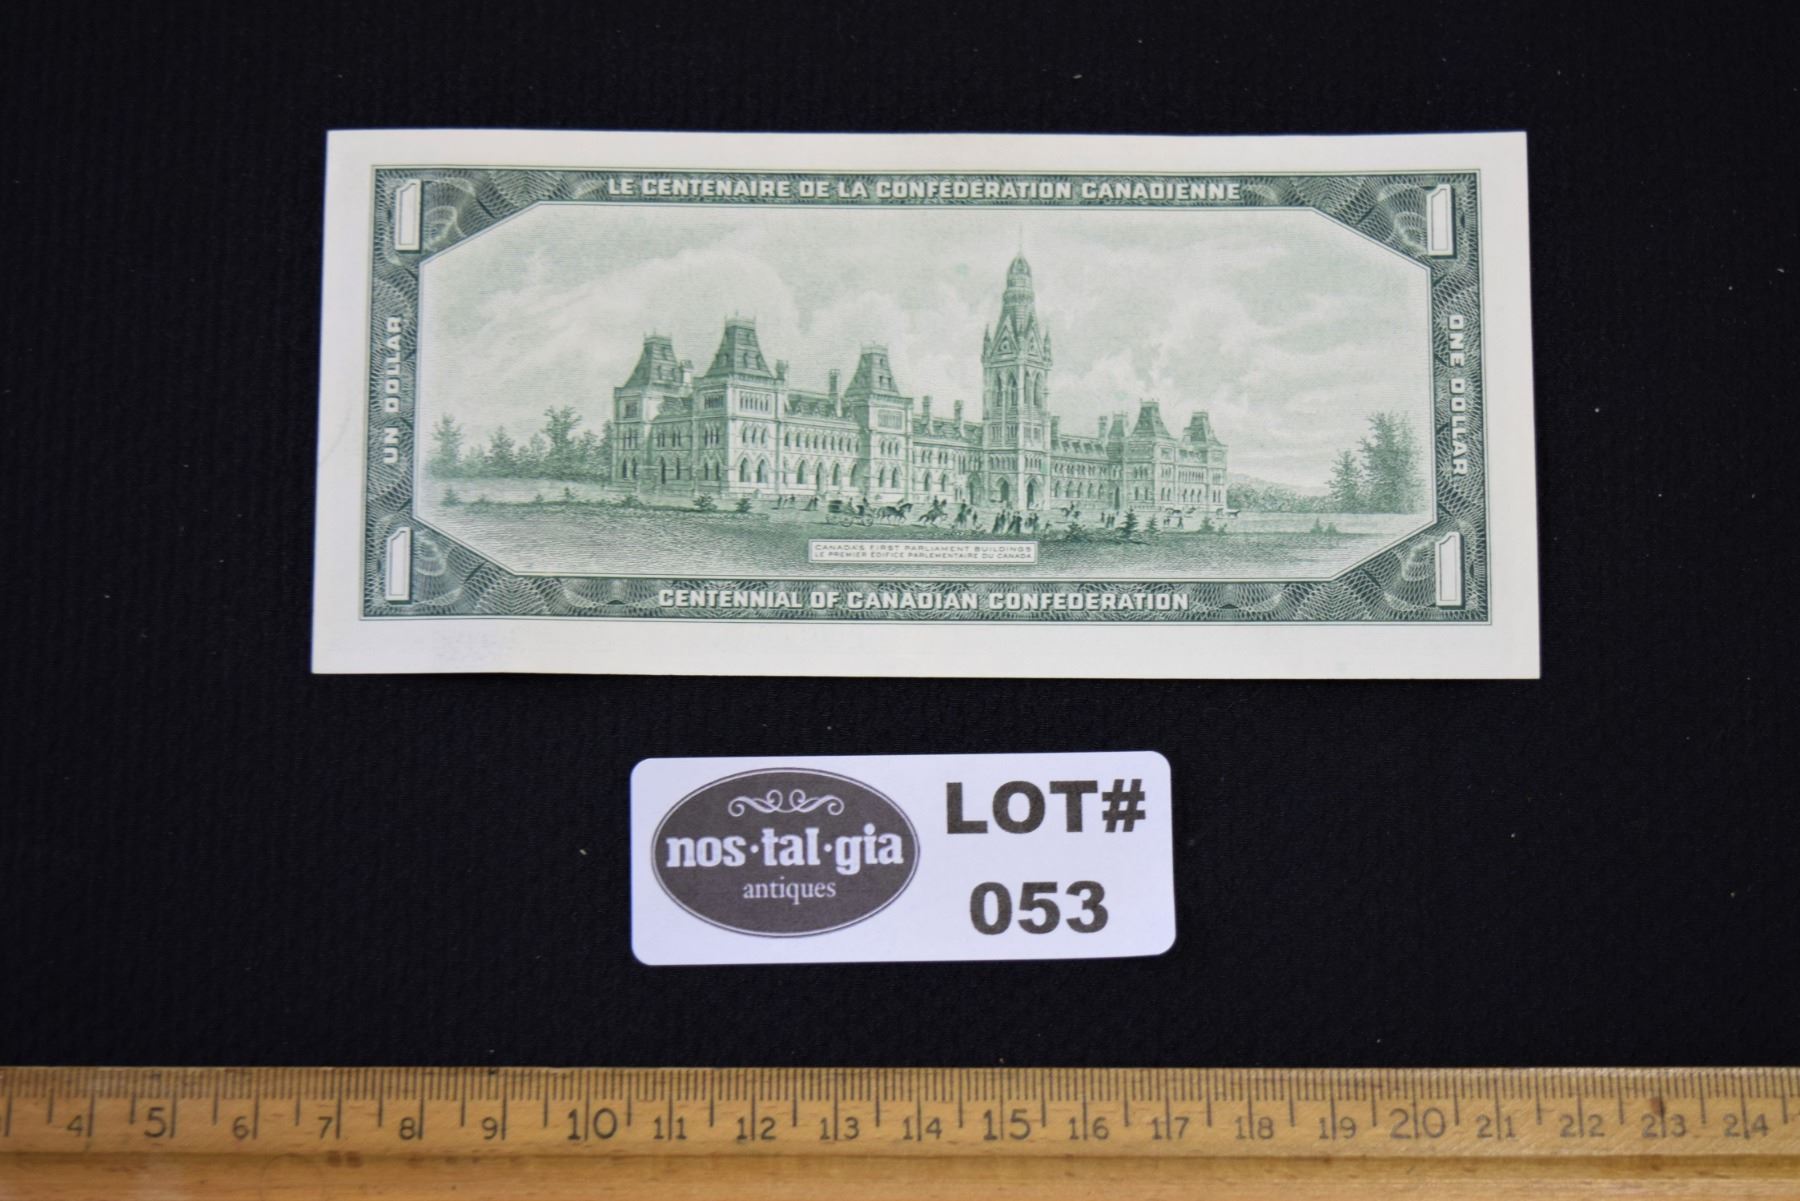 1 LE CENTENAIRE DE LA CONFÉDÉRATION CANADIENNE 1
UN DOLLAR
ONE DOLLAR
CANADA'S FIRST PARLIAMENT BUILDINGS
LE PREMIER ÉDIFICE PARLEMENTAIRE DU CANADA
1 CENTENNIAL OF CANADIAN CONFEDERATION 1
nos·tal·gia
antiques
LOT#
053
4 5 6 7 8 9 10 11 12 13 14 15 16 17 18 19 20 21 22 23 24